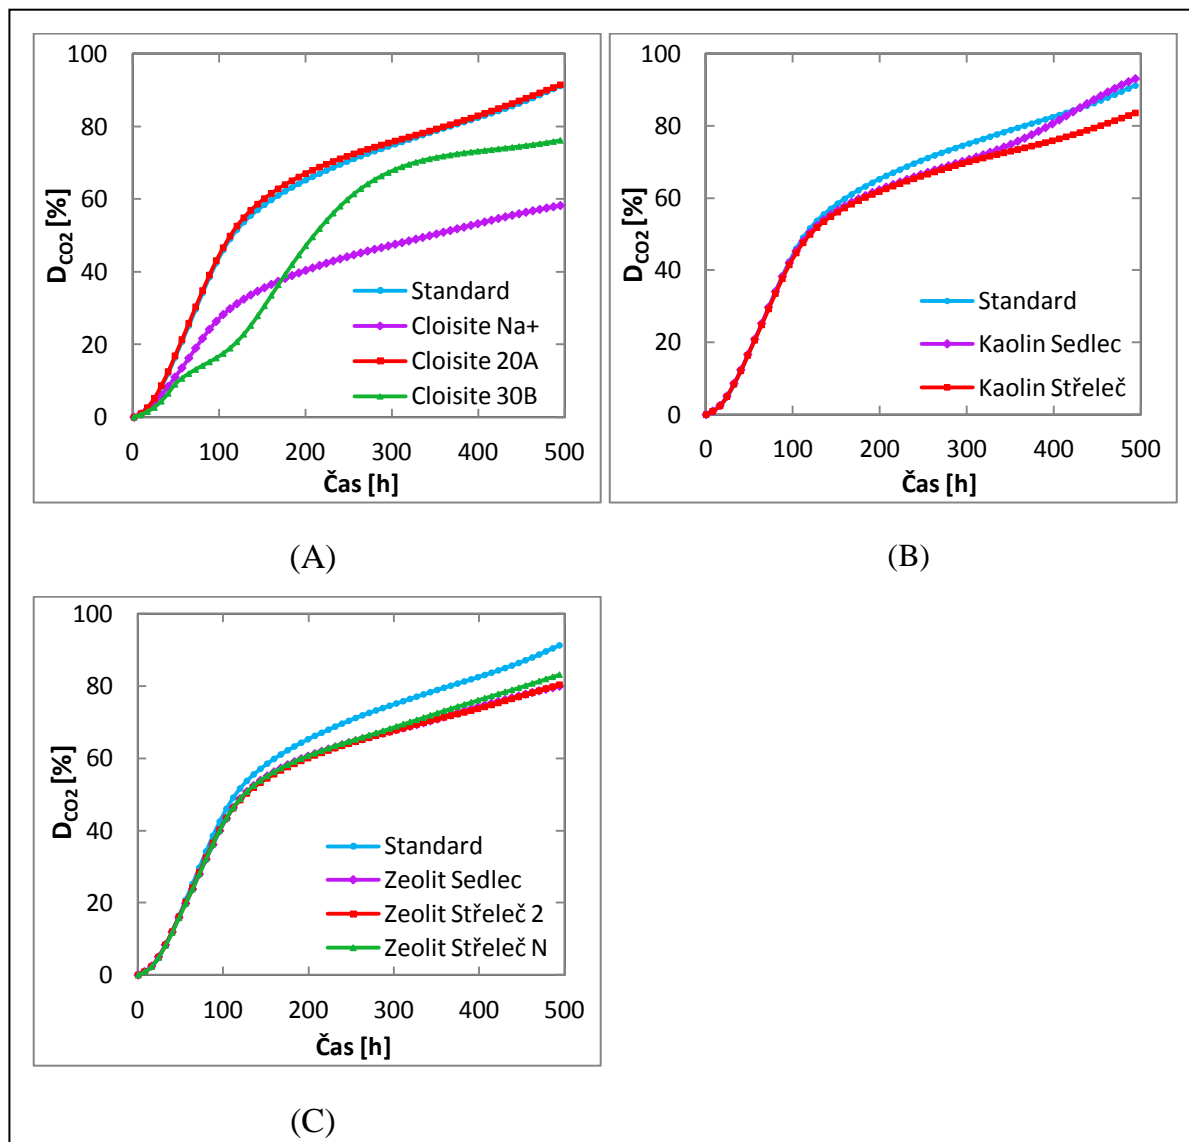 100
80
60
40
20
0
D_CO2 [%]
Standard
Cloisite Na+
Cloisite 20A
Cloisite 30B
0 100 200 300 400 500
Čas [h]
(A)
100
80
60
40
20
0
D_CO2 [%]
Standard
Kaolin Sedlec
Kaolin Střeleč
0 100 200 300 400 500
Čas [h]
(B)
100
80
60
40
20
0
D_CO2 [%]
Standard
Zeolit Sedlec
Zeolit Střeleč 2
Zeolit Střeleč N
0 100 200 300 400 500
Čas [h]
(C)